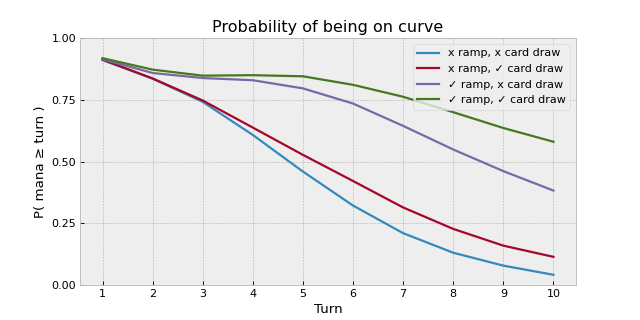 Probability of being on curve
1.00
0.75
0.50
0.25
0.00
P( mana ≥ turn )
x ramp, x card draw
x ramp, ✓ card draw
✓ ramp, x card draw
✓ ramp, ✓ card draw
1 2 3 4 5 6 7 8 9 10
Turn